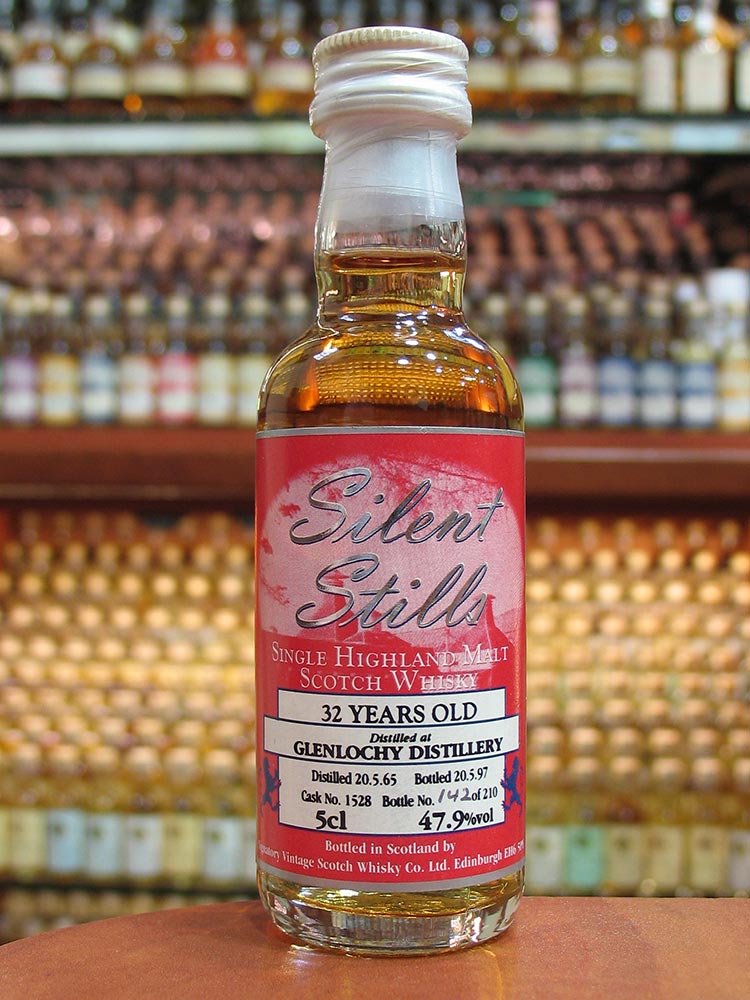 Silent
Stills
SINGLE HIGHLAND MALT
SCOTCH WHISKY
32 YEARS OLD
Distilled at
GLENLOCHY DISTILLERY
Distilled 20.5.65 Bottled 20.5.97
Cask No. 1528 Bottle No. 142 of 210
5cl 47.9%vol
Bottled in Scotland by
Vintage Scotch Whisky Co. Ltd. Edinburgh EH6